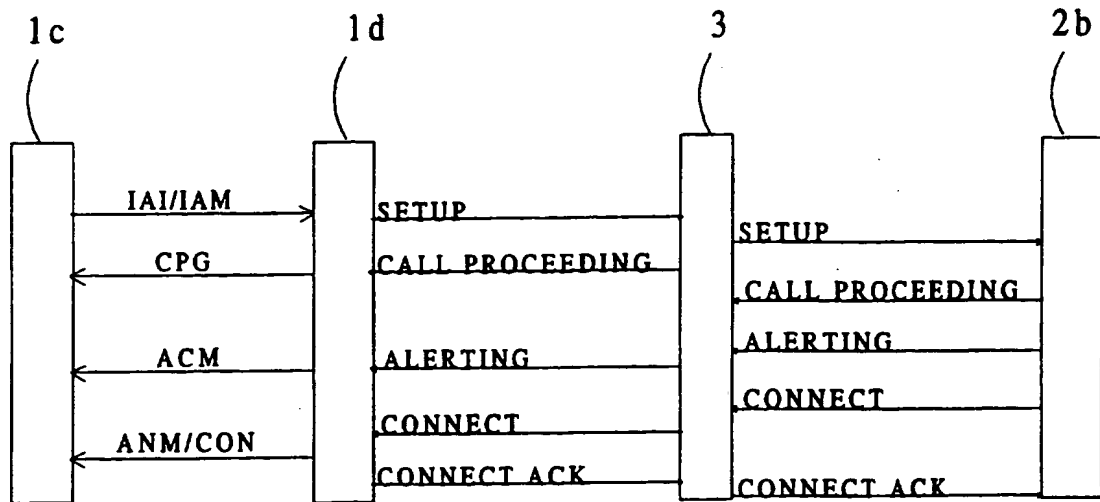 1c
1d
3
2b
IAI/IAM
SETUP
SETUP
CPG
CALL PROCEEDING
CALL PROCEEDING
ALERTING
ACM
ALERTING
CONNECT
CONNECT
ANM/CON
CONNECT ACK
CONNECT ACK